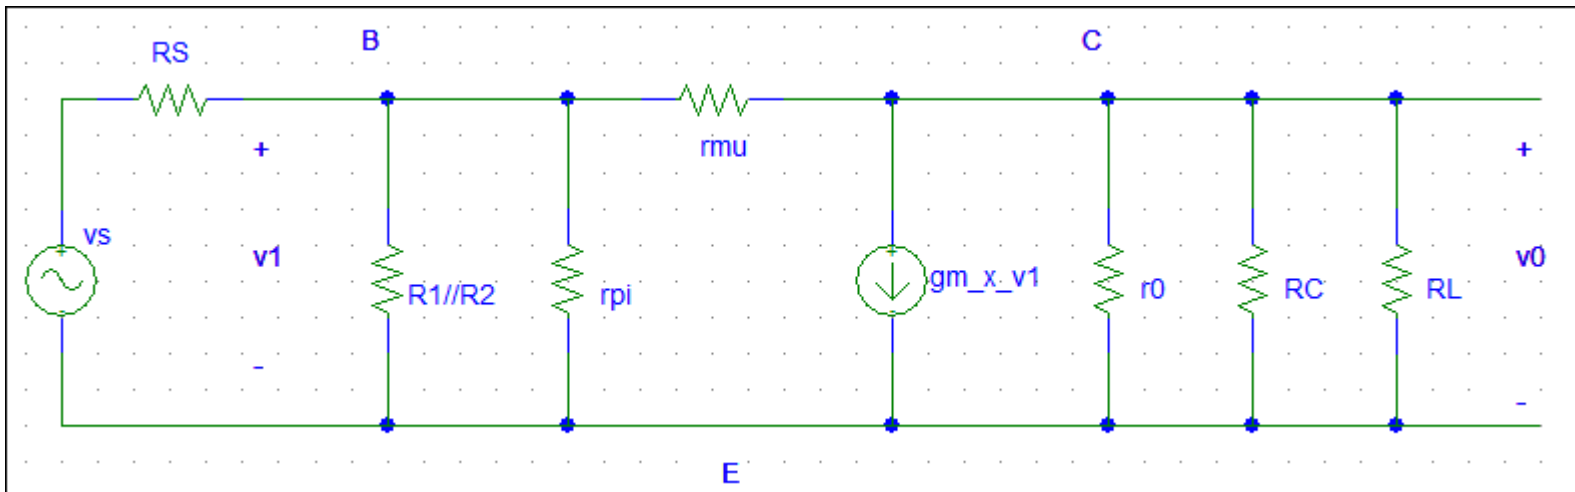 RS
B
C
+
rmu
+
vs
v1
R1//R2
rpi
gm_x_v1
r0
RC
RL
v0
-
-
E